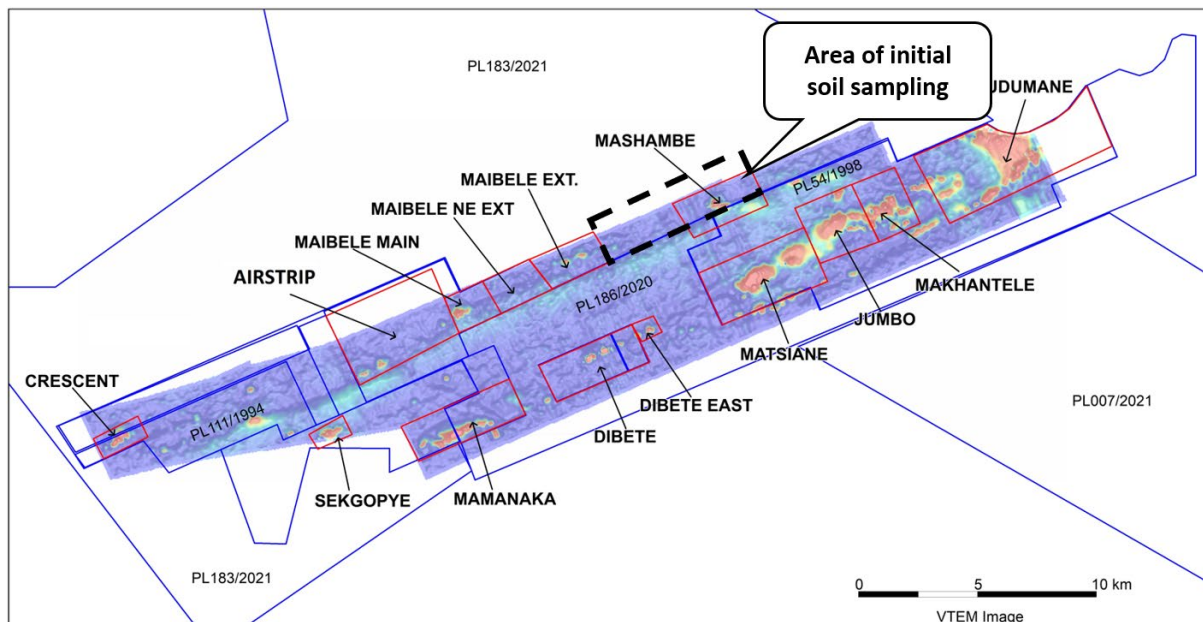 PL183/2021
Area of initial
soil sampling
UDUMANE
MASHAMBE
PL54/1998
MAIBELE EXT.
MAIBELE NE EXT
MAIBELE MAIN
AIRSTRIP
PL186/2020
MAKHANTELE
JUMBO
MATSIANE
CRESCENT
PL111/1994
DIBETE EAST
PL007/2021
DIBETE
SEKGOPYE
MAMANAKA
PL183/2021
0 5 10 km
VTEM Image